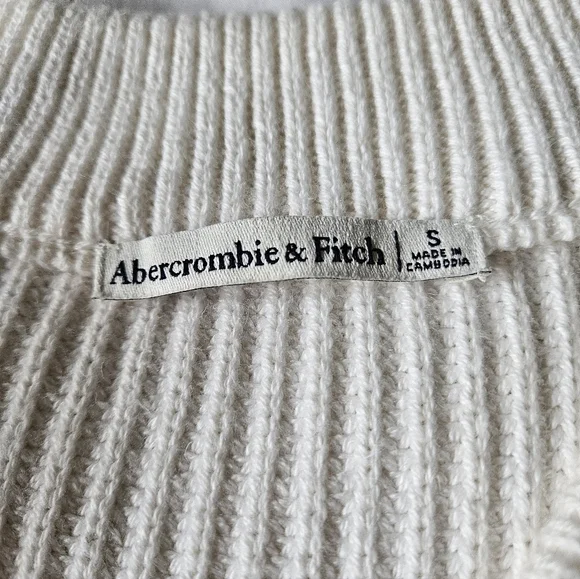 Abercrombie & Fitch | S
MADE IN
CAMBODIA